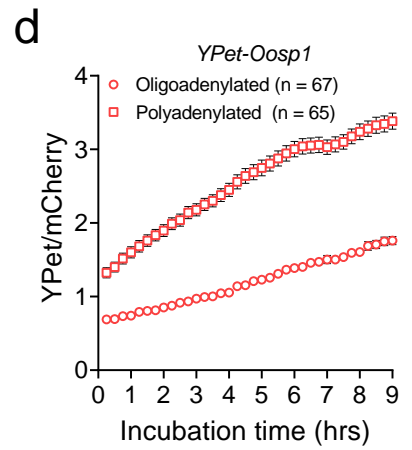 d
YPet-Oosp1
Oligoadenylated (n = 67)
Polyadenylated (n = 65)
YPet/mCherry
4
3
2
1
0
0 1 2 3 4 5 6 7 8 9
Incubation time (hrs)